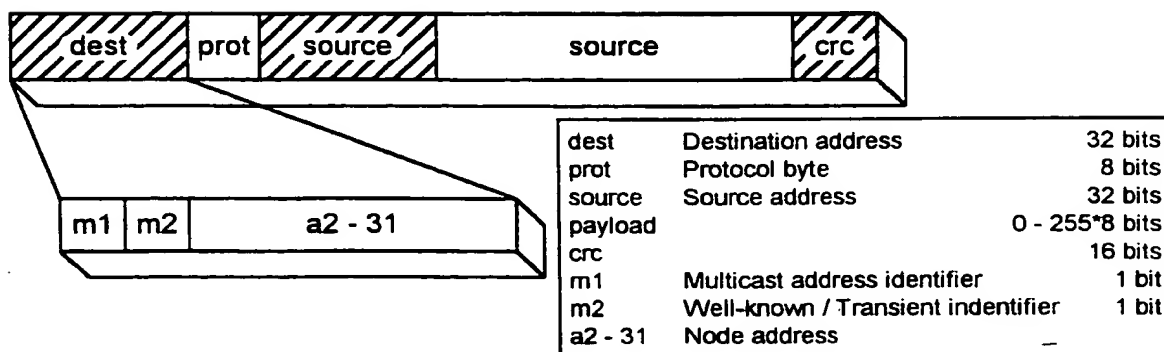 dest prot source source crc
m1 m2 a2 - 31
dest Destination address 32 bits
prot Protocol byte 8 bits
source Source address 32 bits
payload 0 - 255*8 bits
crc 16 bits
m1 Multicast address identifier 1 bit
m2 Well-known / Transient indentifier 1 bit
a2 - 31 Node address